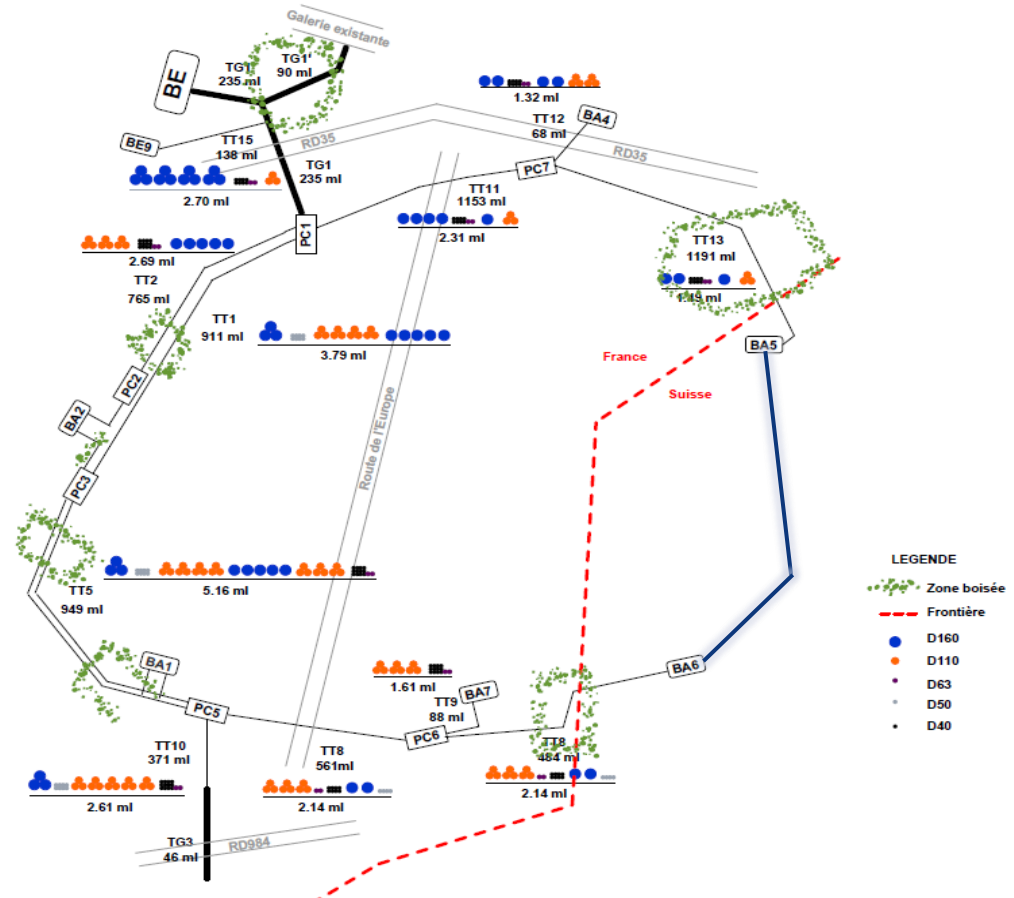 Galerie existante
TG1'
90 ml
TG1
235 ml
BE
1.32 ml
BA4
TT12
68 ml
BE9
TT15
138 ml
RD35
RD35
TG1
235 ml
PC7
2.70 ml
TT11
1153 ml
2.31 ml
PC1
TT13
1191 ml
1.49 ml
2.69 ml
TT2
765 ml
TT1
911 ml
3.79 ml
BA5
France
Suisse
PC2
BA2
Route de l'Europe
PC3
5.16 ml
TT5
949 ml
LEGENDE
Zone boisée
Frontière
D160
D110
D63
D50
D40
BA1
1.61 ml
BA7
BA6
TT9
88 ml
PC5
PC6
TT10
371 ml
TT8
561ml
TT8
484 ml
2.61 ml
2.14 ml
2.14 ml
TG3
46 ml
RD984